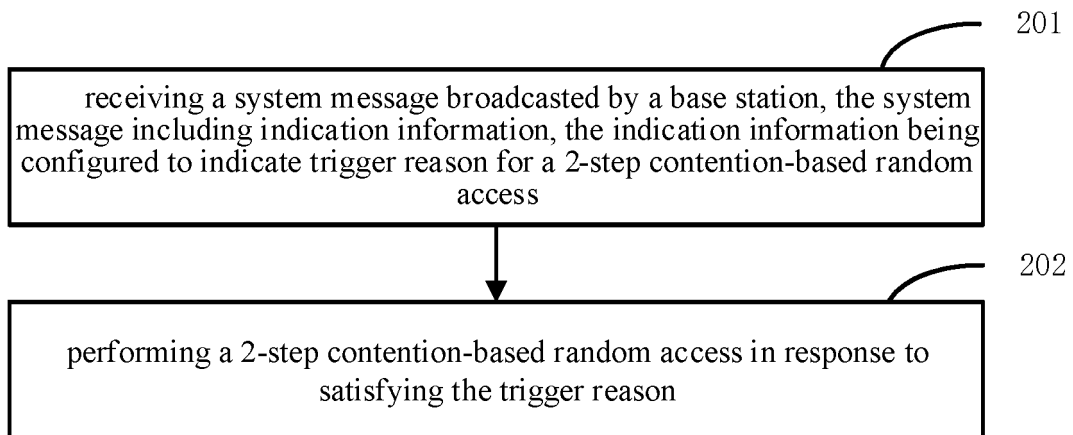 201
receiving a system message broadcasted by a base station, the system
message including indication information, the indication information being
configured to indicate trigger reason for a 2-step contention-based random
access
202
performing a 2-step contention-based random access in response to
satisfying the trigger reason